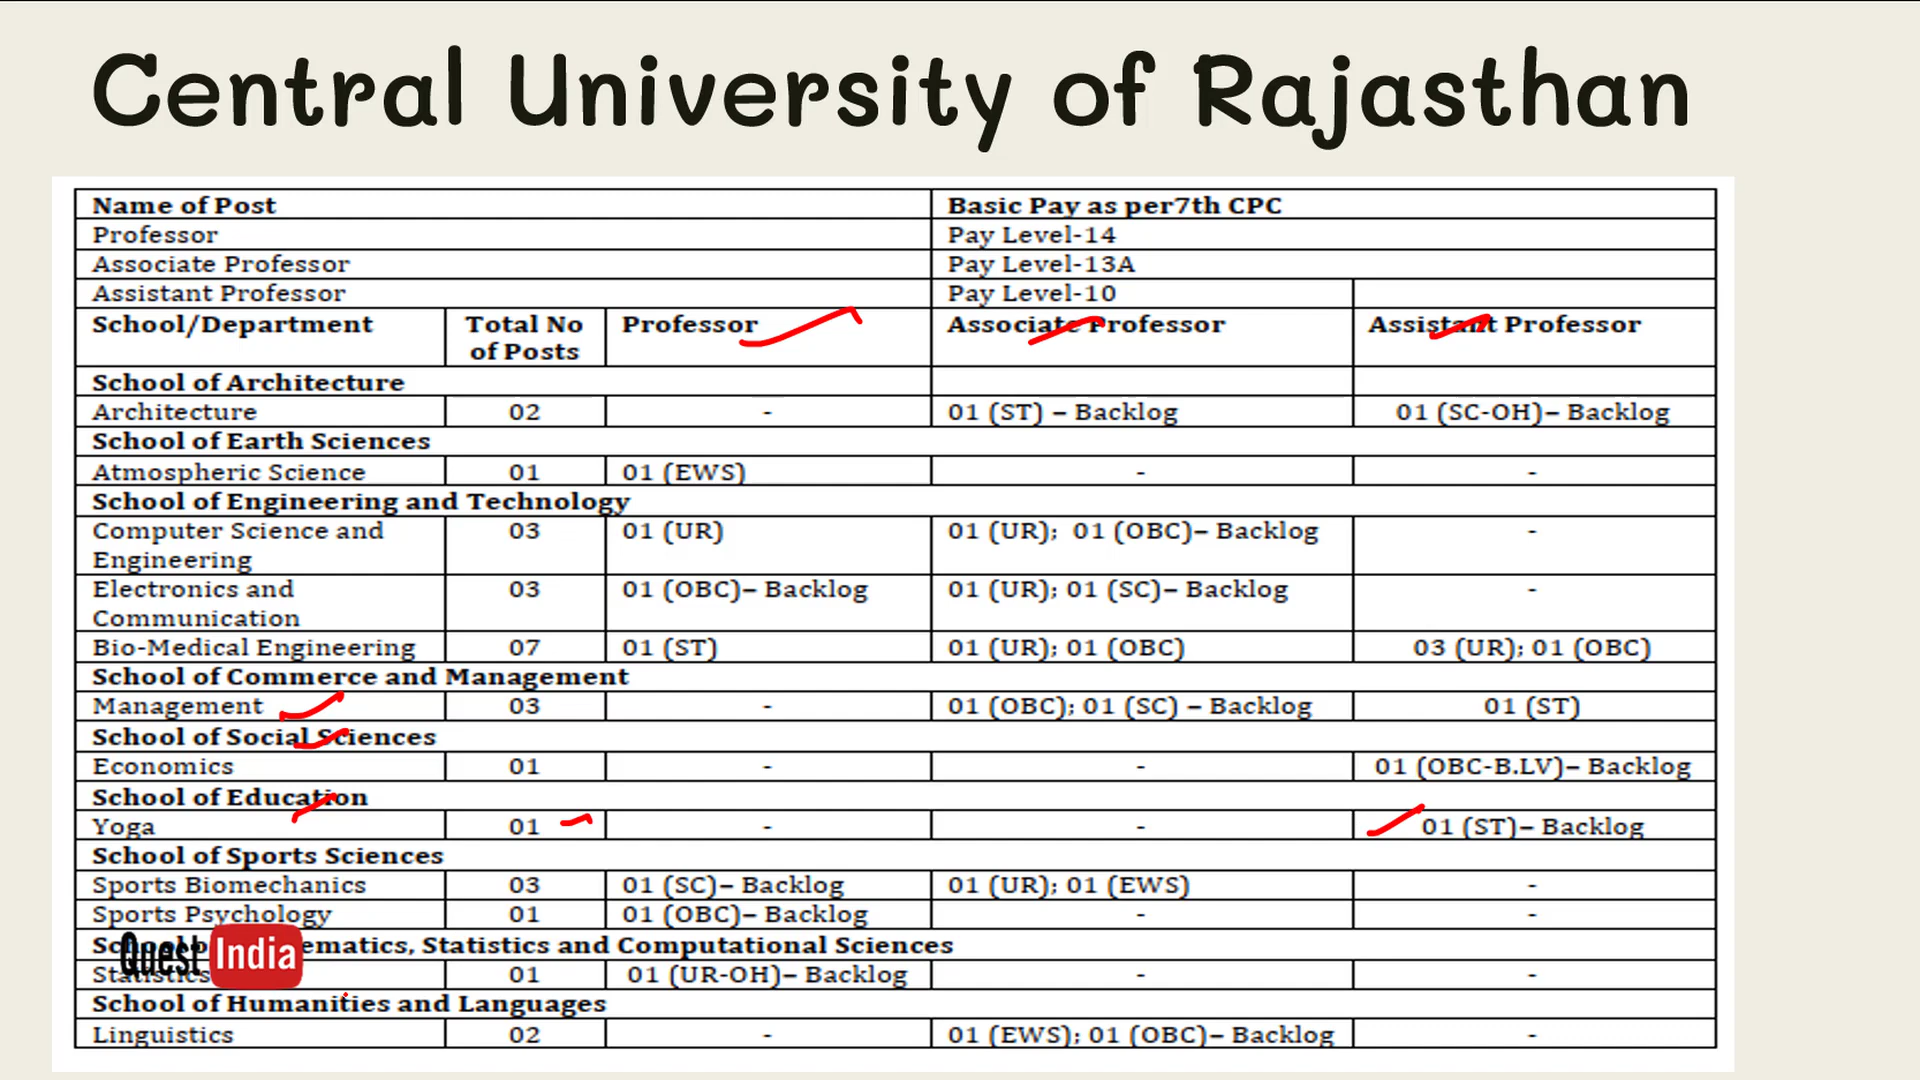 Central University of Rajasthan
Name of Post Basic Pay as per7th CPC
Professor Pay Level-14
Associate Professor Pay Level-13A
Assistant Professor Pay Level-10
School/Department Total No of Posts Professor Associate Professor Assistant Professor
School of Architecture
Architecture 02 - 01 (ST) – Backlog 01 (SC-OH)– Backlog
School of Earth Sciences
Atmospheric Science 01 01 (EWS) - -
School of Engineering and Technology
Computer Science and Engineering 03 01 (UR) 01 (UR); 01 (OBC)– Backlog -
Electronics and Communication 03 01 (OBC)– Backlog 01 (UR); 01 (SC)– Backlog -
Bio-Medical Engineering 07 01 (ST) 01 (UR); 01 (OBC) 03 (UR); 01 (OBC)
School of Commerce and Management
Management 03 - 01 (OBC); 01 (SC) – Backlog 01 (ST)
School of Social Sciences
Economics 01 - - 01 (OBC-B.LV)– Backlog
School of Education
Yoga 01 - - 01 (ST)– Backlog
School of Sports Sciences
Sports Biomechanics 03 01 (SC)– Backlog 01 (UR); 01 (EWS) -
Sports Psychology 01 01 (OBC)– Backlog - -
School ematics, Statistics and Computational Sciences
Quest India
Statistics 01 01 (UR-OH)– Backlog - -
School of Humanities and Languages
Linguistics 02 - 01 (EWS); 01 (OBC)– Backlog -